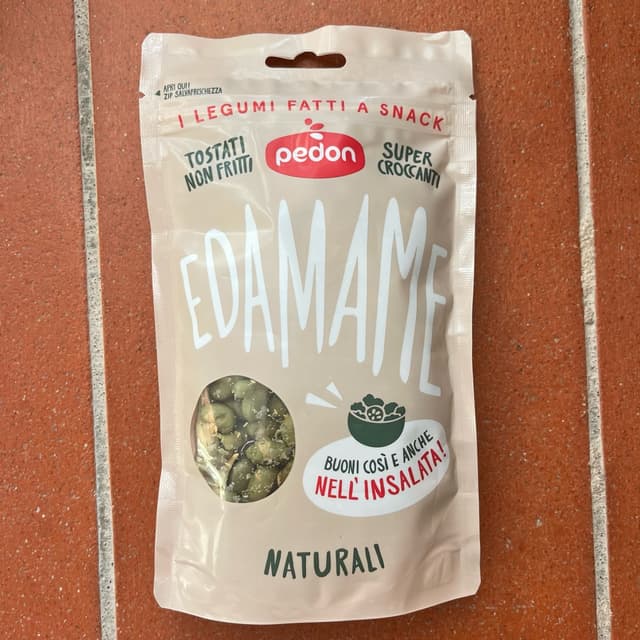 APRI QUI!
ZIP SALVAFRESCHEZZA
I LEGUMI FATTI A SNACK
TOSTATI
NON FRITTI
pedon
SUPER
CROCCANTI
EDAMAME
BUONI COSÌ E ANCHE
NELL'INSALATA!
NATURALI